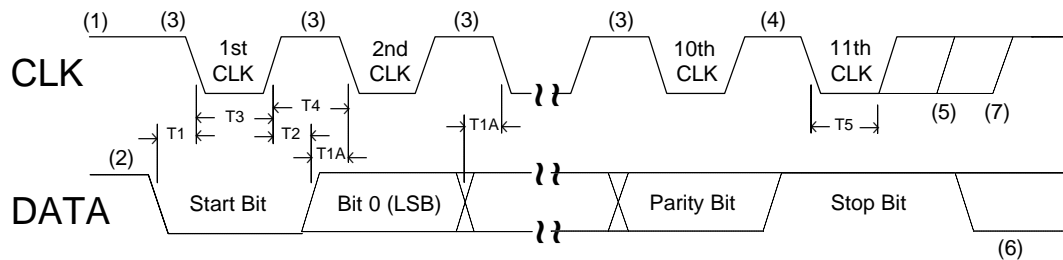 (1) (3) (3) (3) (3) (4)
1st CLK
2nd CLK
10th CLK
11th CLK
CLK
(5) (7)
T3 T4
T1 T2 T1A T5
T1A
(2)
DATA
Start Bit Bit 0 (LSB) Parity Bit Stop Bit
(6)